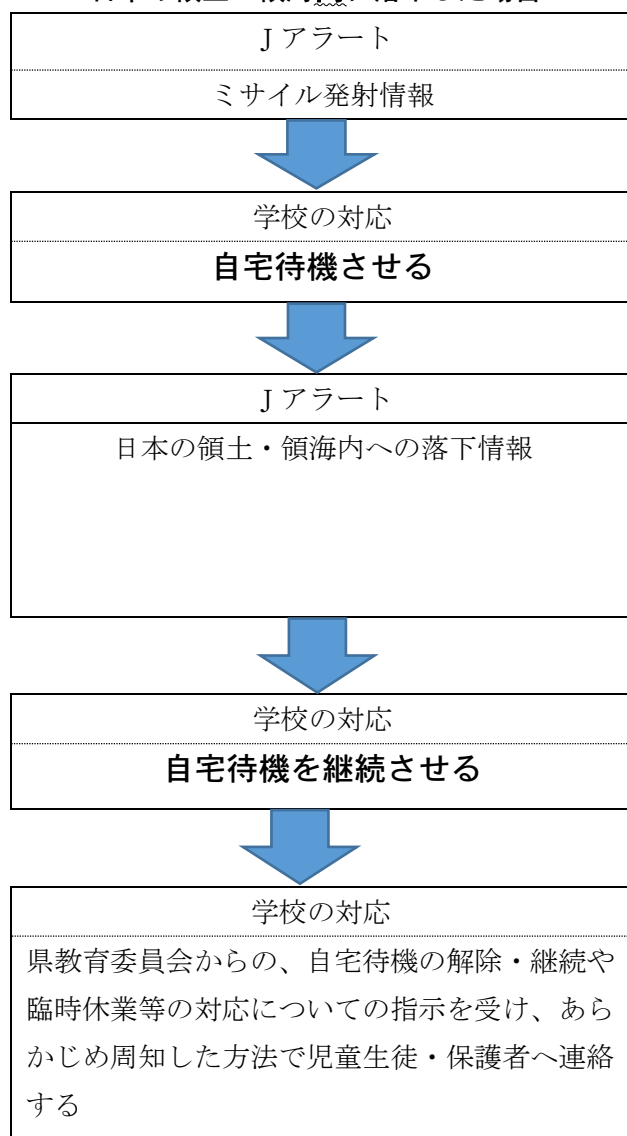 Jアラート
ミサイル発射情報
学校の対応
自宅待機させる
Jアラート
日本の領土・領海内への落下情報
学校の対応
自宅待機を継続させる
学校の対応
県教育委員会からの、自宅待機の解除・継続や
臨時休業等の対応についての指示を受け、あら
かじめ周知した方法で児童生徒・保護者へ連絡
する